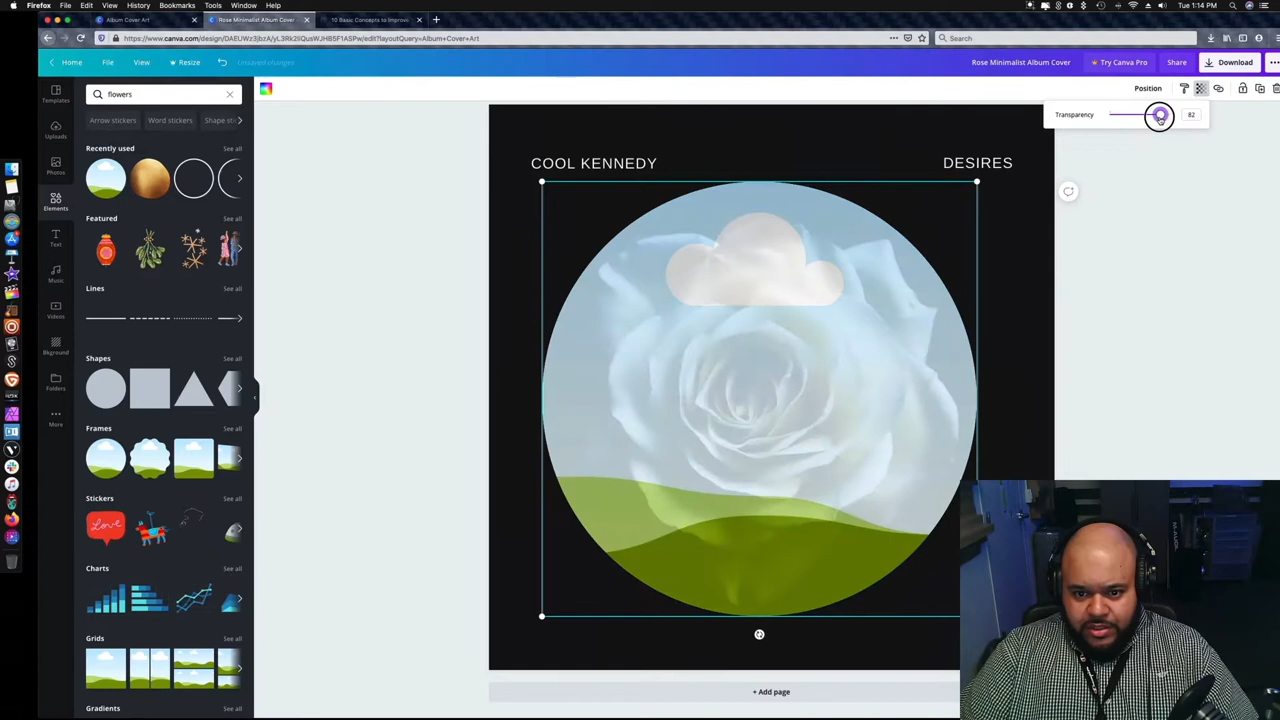 Firefox File Edit View History Bookmarks Tools Window Help
Mon 1:14 PM
Album Cover Art
Rose Minimalist Album Cover
10 Basic Concepts to Improve
Search
Home File View Resize Unsaved changes Rose Minimalist Album Cover Try Canva Pro Share Download
flowers
Position
Templates
Arrow stickers Word stickers
Transparency 82
Uploads
Recently used See all
Photos
Elements
Featured See all
Text
Music
Lines See all
Videos
Bkground
Shapes See all
Folders
More
Frames See all
Stickers See all
Love
Charts See all
Grids See all
Gradients See all
COOL KENNEDY DESIRES
+ Add page